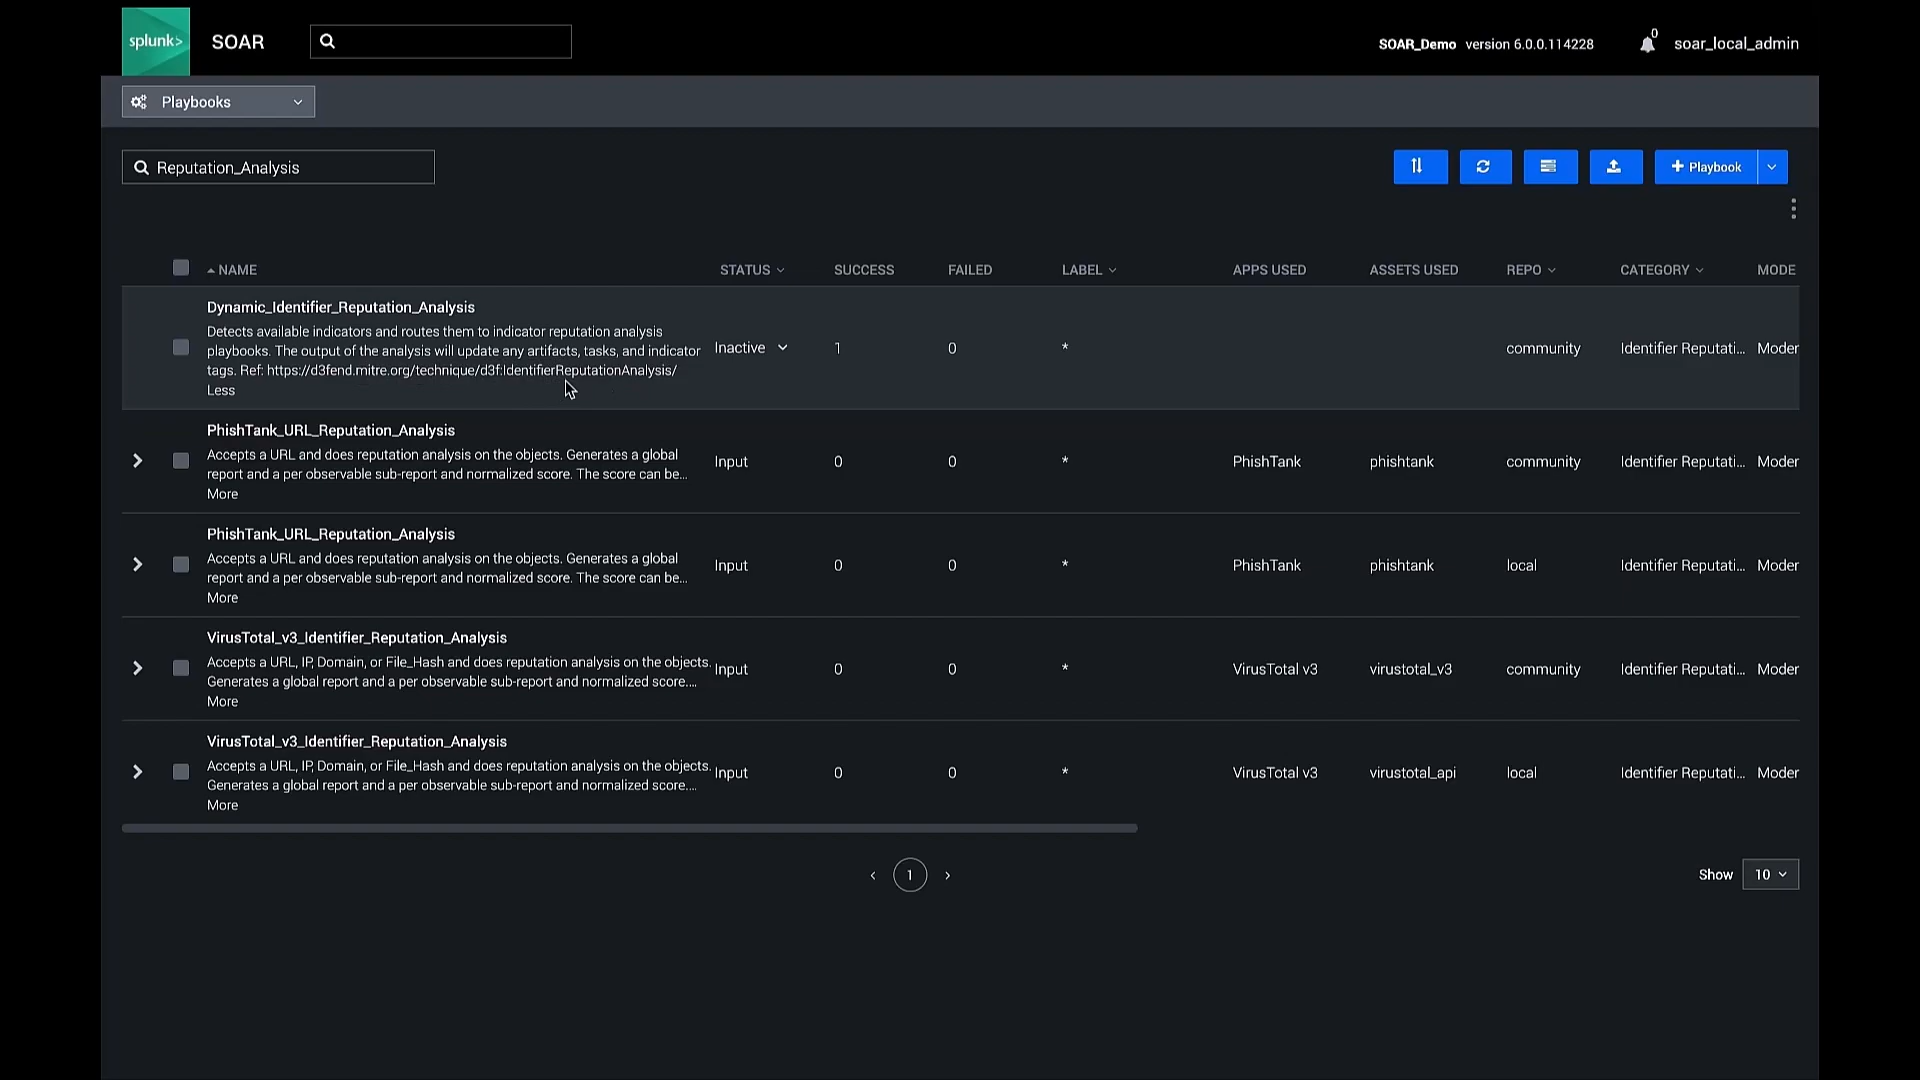 splunk> SOAR
SOAR_Demo version 6.0.0.114228 0 soar_local_admin
Playbooks
Reputation_Analysis
+ Playbook
NAME STATUS SUCCESS FAILED LABEL APPS USED ASSETS USED REPO CATEGORY MODE
Dynamic_Identifier_Reputation_Analysis
Detects available indicators and routes them to indicator reputation analysis
playbooks. The output of the analysis will update any artifacts, tasks, and indicator
tags. Ref: https://d3fend.mitre.org/technique/d3f:IdentifierReputationAnalysis/
Less
Inactive 1 0 * community Identifier Reputati... Moder
PhishTank_URL_Reputation_Analysis
Accepts a URL and does reputation analysis on the objects. Generates a global
report and a per observable sub-report and normalized score. The score can be...
More
Input 0 0 * PhishTank phishtank community Identifier Reputati... Moder
PhishTank_URL_Reputation_Analysis
Accepts a URL and does reputation analysis on the objects. Generates a global
report and a per observable sub-report and normalized score. The score can be...
More
Input 0 0 * PhishTank phishtank local Identifier Reputati... Moder
VirusTotal_v3_Identifier_Reputation_Analysis
Accepts a URL, IP, Domain, or File_Hash and does reputation analysis on the objects.
Generates a global report and a per observable sub-report and normalized score....
More
Input 0 0 * VirusTotal v3 virustotal_v3 community Identifier Reputati... Moder
VirusTotal_v3_Identifier_Reputation_Analysis
Accepts a URL, IP, Domain, or File_Hash and does reputation analysis on the objects.
Generates a global report and a per observable sub-report and normalized score....
More
Input 0 0 * VirusTotal v3 virustotal_api local Identifier Reputati... Moder
‹ 1 ›
Show 10